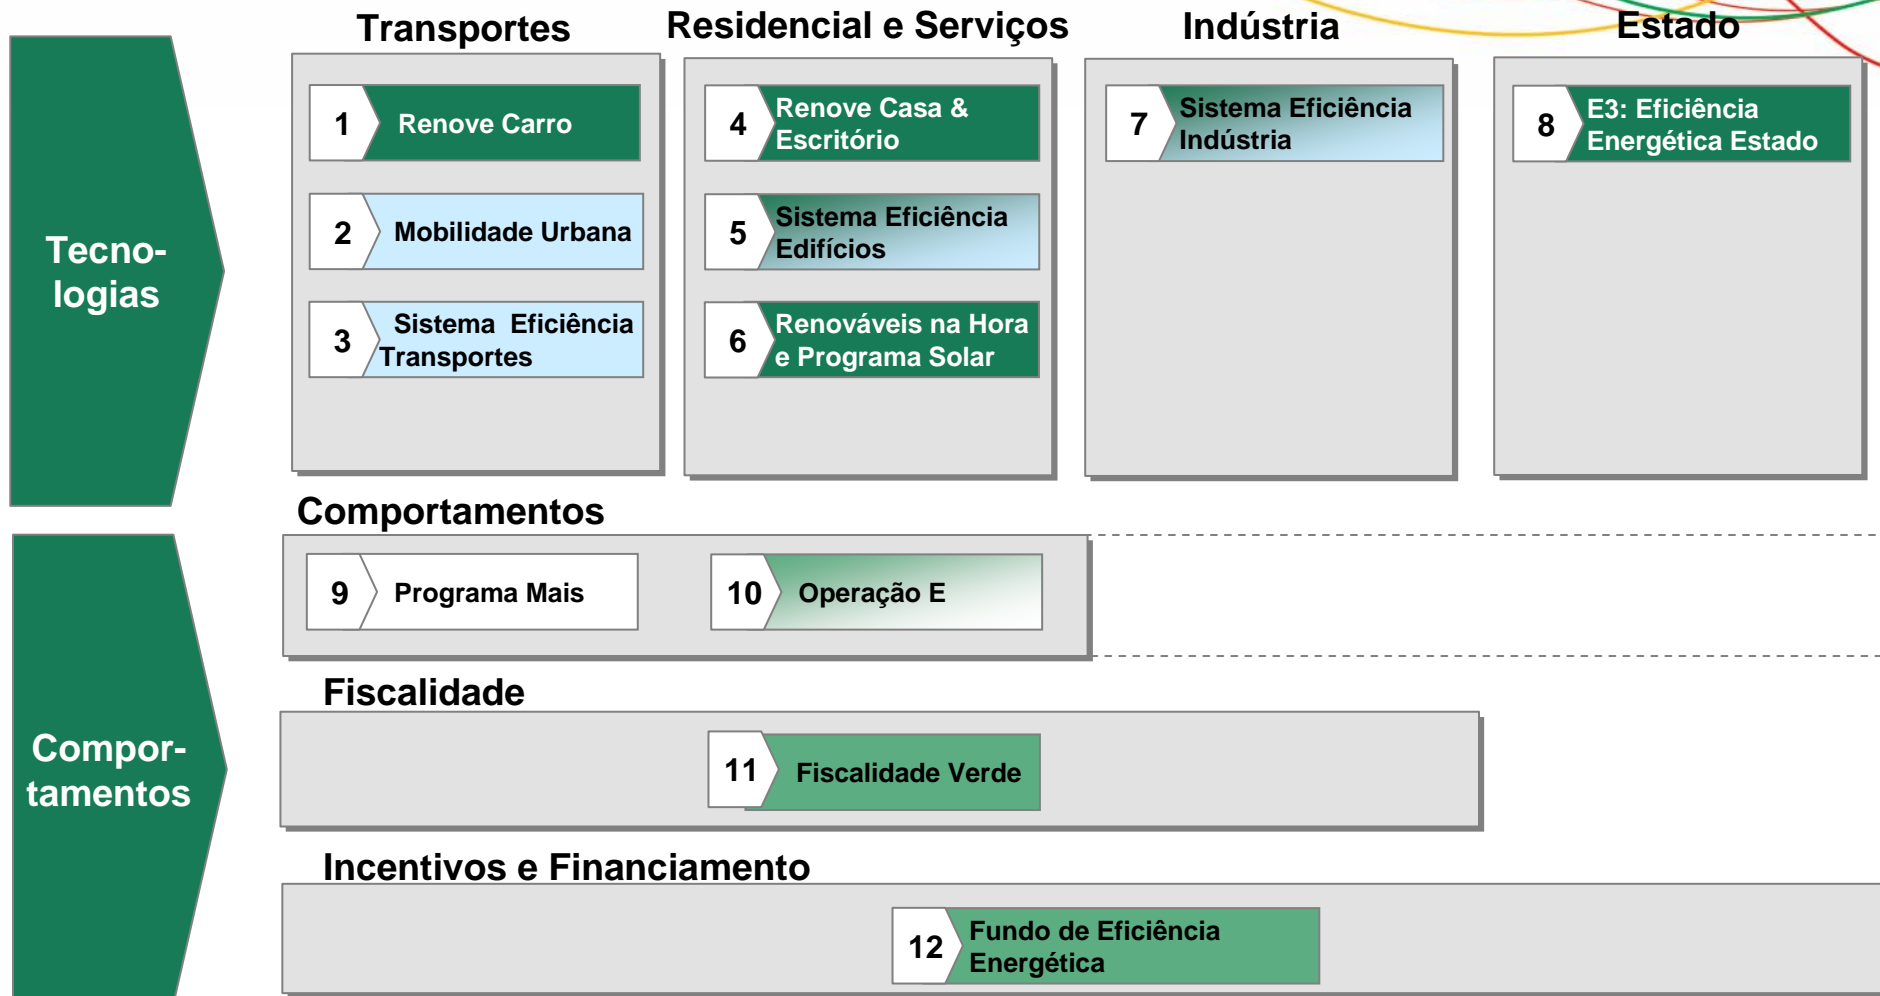 Transportes
Residencial e Serviços
Indústria
Estado
Tecno-
logias
1
Renove Carro
2
Mobilidade Urbana
3
Sistema Eficiência
Transportes
4
Renove Casa &
Escritório
5
Sistema Eficiência
Edifícios
6
Renováveis na Hora
e Programa Solar
7
Sistema Eficiência
Indústria
8
E3: Eficiência
Energética Estado
Compor-
tamentos
Comportamentos
9
Programa Mais
10
Operação E
Fiscalidade
11
Fiscalidade Verde
Incentivos e Financiamento
12
Fundo de Eficiência
Energética